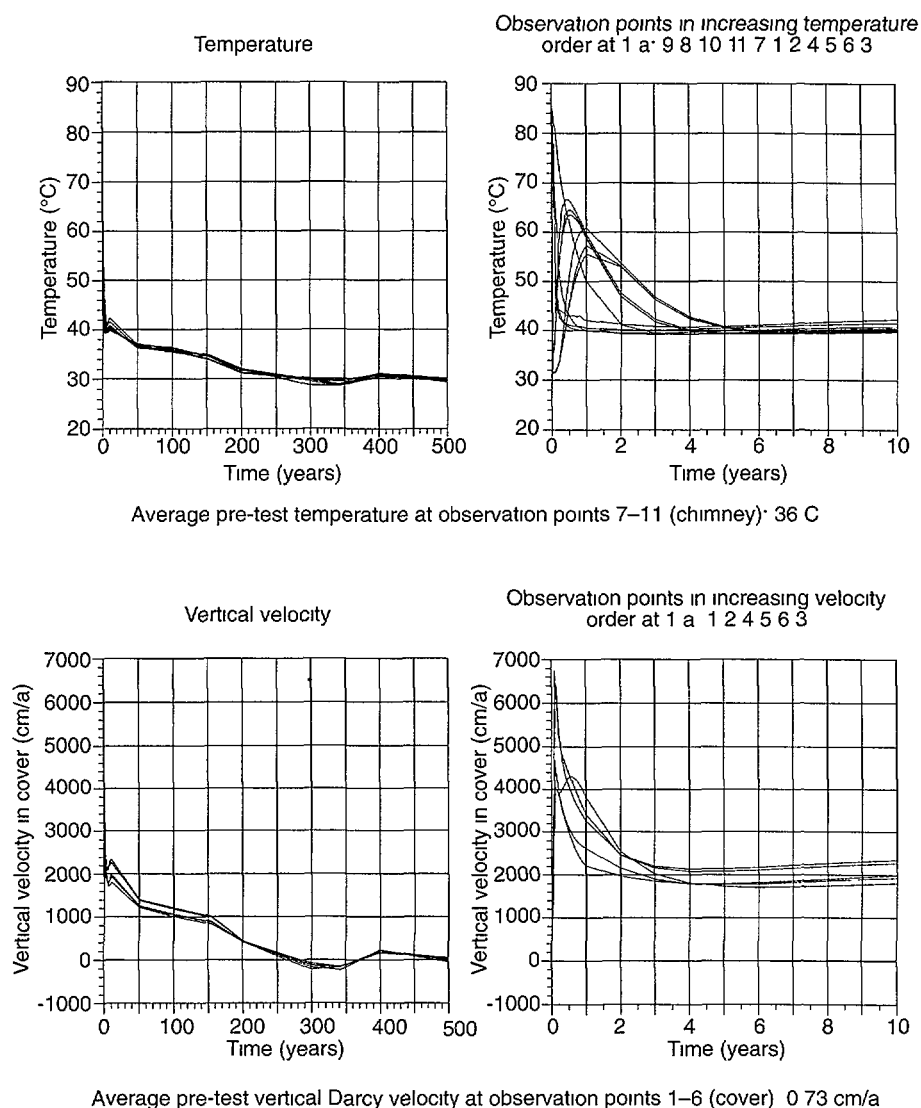 Temperature
Observation points in increasing temperature
order at 1 a· 9 8 10 11 7 1 2 4 5 6 3
90
80
70
60
50
40
30
20
Temperature (°C)
0 100 200 300 400 500
Time (years)
90
80
70
60
50
40
30
20
Temperature (°C)
0 2 4 6 8 10
Time (years)
Average pre-test temperature at observation points 7–11 (chimney)· 36 C
Vertical velocity
Observation points in increasing velocity
order at 1 a 1 2 4 5 6 3
7000
6000
5000
4000
3000
2000
1000
0
-1000
Vertical velocity in cover (cm/a)
0 100 200 300 400 500
Time (years)
7000
6000
5000
4000
3000
2000
1000
0
-1000
Vertical velocity in cover (cm/a)
0 2 4 6 8 10
Time (years)
Average pre-test vertical Darcy velocity at observation points 1–6 (cover) 0 73 cm/a